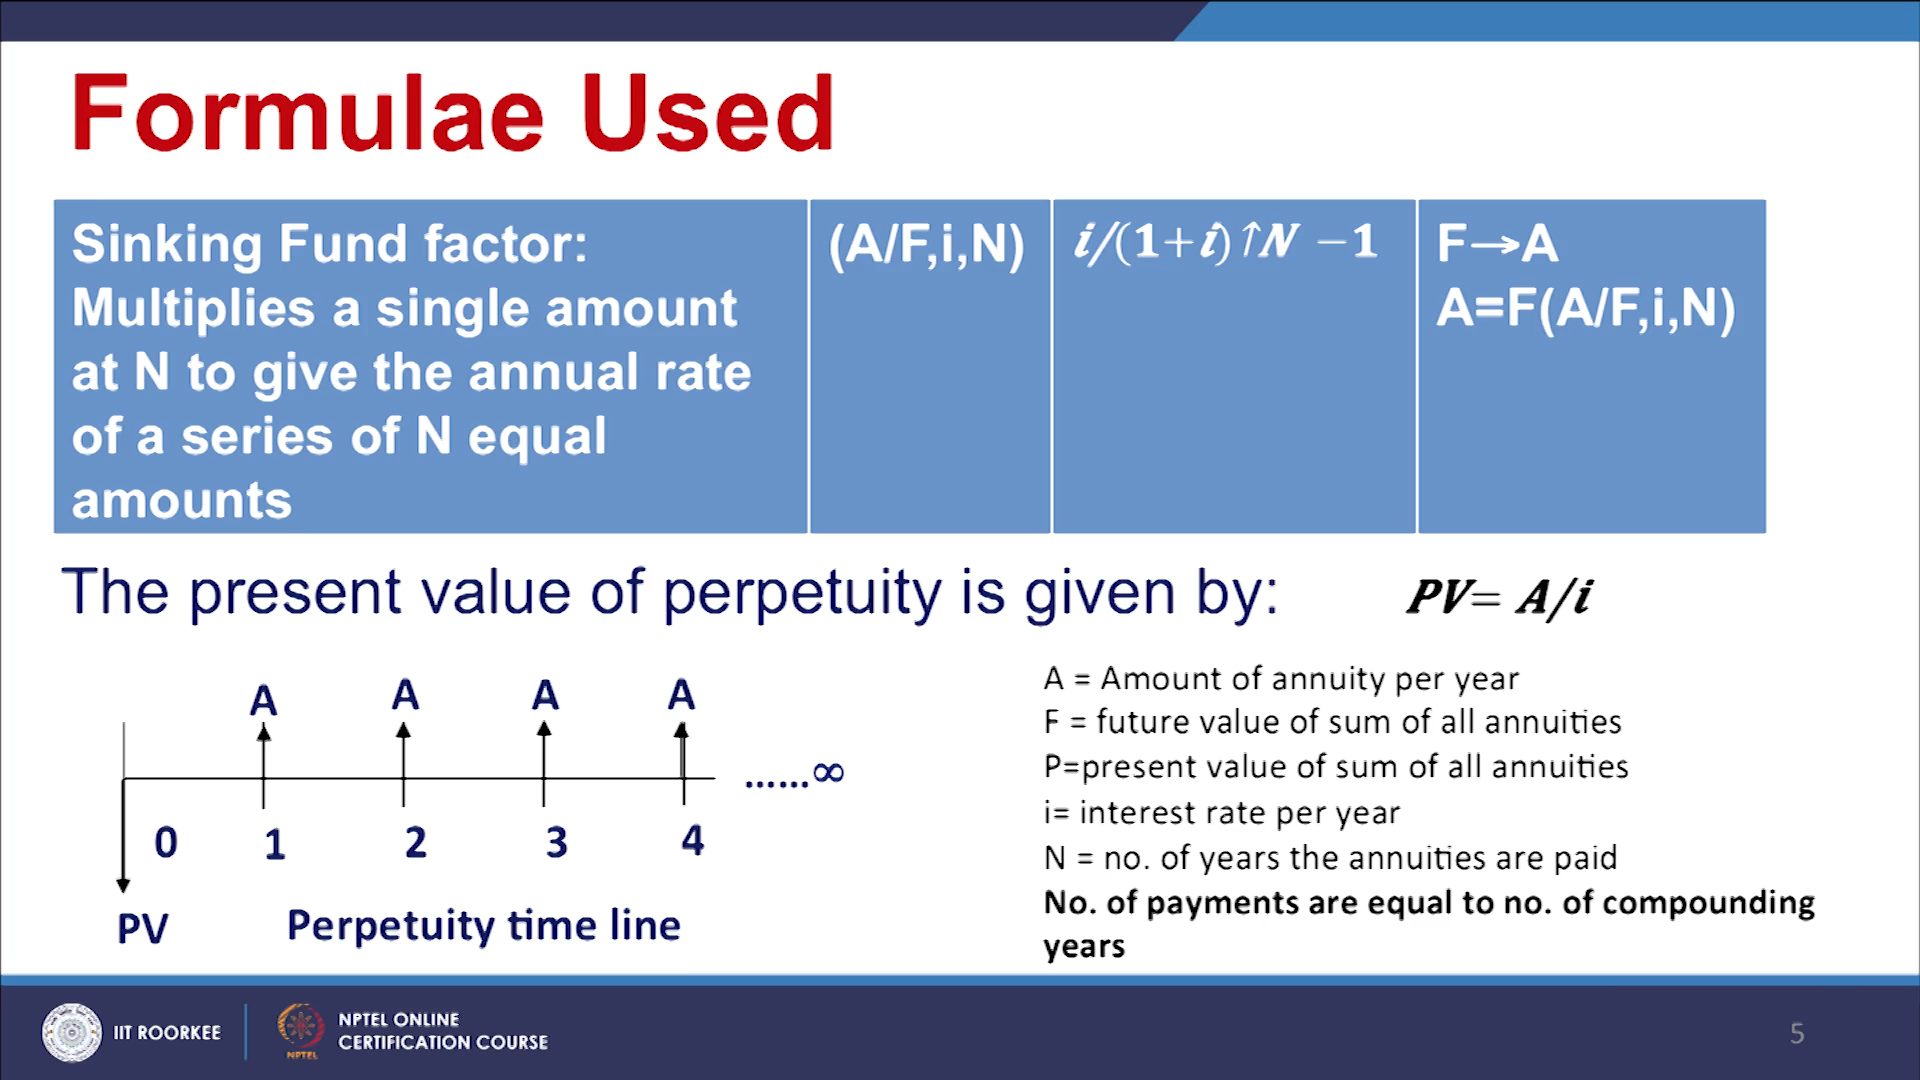 Formulae Used
Sinking Fund factor:
Multiplies a single amount
at N to give the annual rate
of a series of N equal
amounts
(A/F,i,N)
i/(1+i)↑N −1
F→A
A=F(A/F,i,N)
The present value of perpetuity is given by:
PV= A/i
A A A A
......∞
0 1 2 3 4
PV
Perpetuity time line
A = Amount of annuity per year
F = future value of sum of all annuities
P=present value of sum of all annuities
i= interest rate per year
N = no. of years the annuities are paid
No. of payments are equal to no. of compounding
years
IIT ROORKEE
NPTEL
NPTEL ONLINE
CERTIFICATION COURSE
5